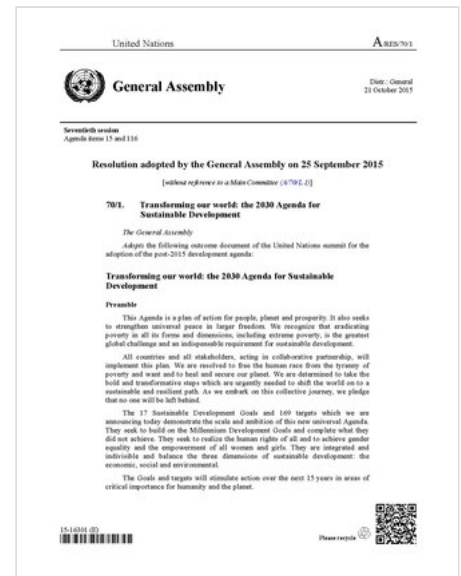 United Nations
A/RES/70/1
General Assembly
Distr.: General
21 October 2015
Seventieth session
Agenda items 15 and 116
Resolution adopted by the General Assembly on 25 September 2015
[without reference to a Main Committee (A/70/L.1)]
70/1. Transforming our world: the 2030 Agenda for
Sustainable Development
The General Assembly
Adopts the following outcome document of the United Nations summit for the
adoption of the post-2015 development agenda:
Transforming our world: the 2030 Agenda for Sustainable
Development
Preamble
This Agenda is a plan of action for people, planet and prosperity. It also seeks
to strengthen universal peace in larger freedom. We recognize that eradicating
poverty in all its forms and dimensions, including extreme poverty, is the greatest
global challenge and an indispensable requirement for sustainable development.
All countries and all stakeholders, acting in collaborative partnership, will
implement this plan. We are resolved to free the human race from the tyranny of
poverty and want and to heal and secure our planet. We are determined to take the
bold and transformative steps which are urgently needed to shift the world on to a
sustainable and resilient path. As we embark on this collective journey, we pledge
that no one will be left behind.
The 17 Sustainable Development Goals and 169 targets which we are
announcing today demonstrate the scale and ambition of this new universal Agenda.
They seek to build on the Millennium Development Goals and complete what they
did not achieve. They seek to realize the human rights of all and to achieve gender
equality and the empowerment of all women and girls. They are integrated and
indivisible and balance the three dimensions of sustainable development: the
economic, social and environmental.
The Goals and targets will stimulate action over the next 15 years in areas of
critical importance for humanity and the planet.
15-16301 (E)
Please recycle